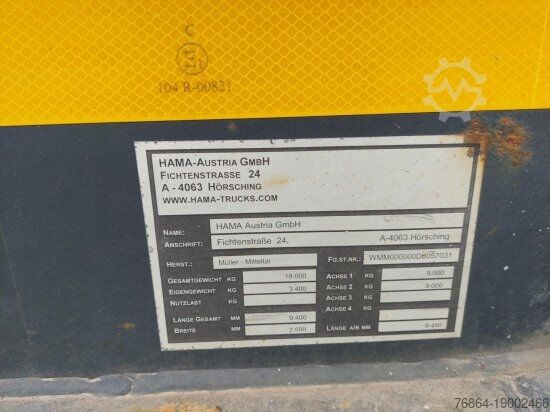 C
E1
104 R-00821
HAMA-AUSTRIA GMBH
FICHTENSTRASSE 24
A - 4063 HÖRSCHING
WWW.HAMA-TRUCKS.COM
NAME: HAMA Austria GmbH
ANSCHRIFT: Fichtenstraße 24, A-4063 Hörsching
HERST.: Müller - Mitteltal FG.ST.NR.: WMM000000D6057031
GESAMTGEWICHT KG 18.000 ACHSE 1 KG 9.000
EIGENGEWICHT KG 3.400 ACHSE 2 KG 9.000
NUTZLAST KG ACHSE 3 KG
ACHSE 4 KG
LÄNGE GESAMT MM 9.400
BREITE MM 2.550 LÄNGE A/B MM 9.450
76864-19002466